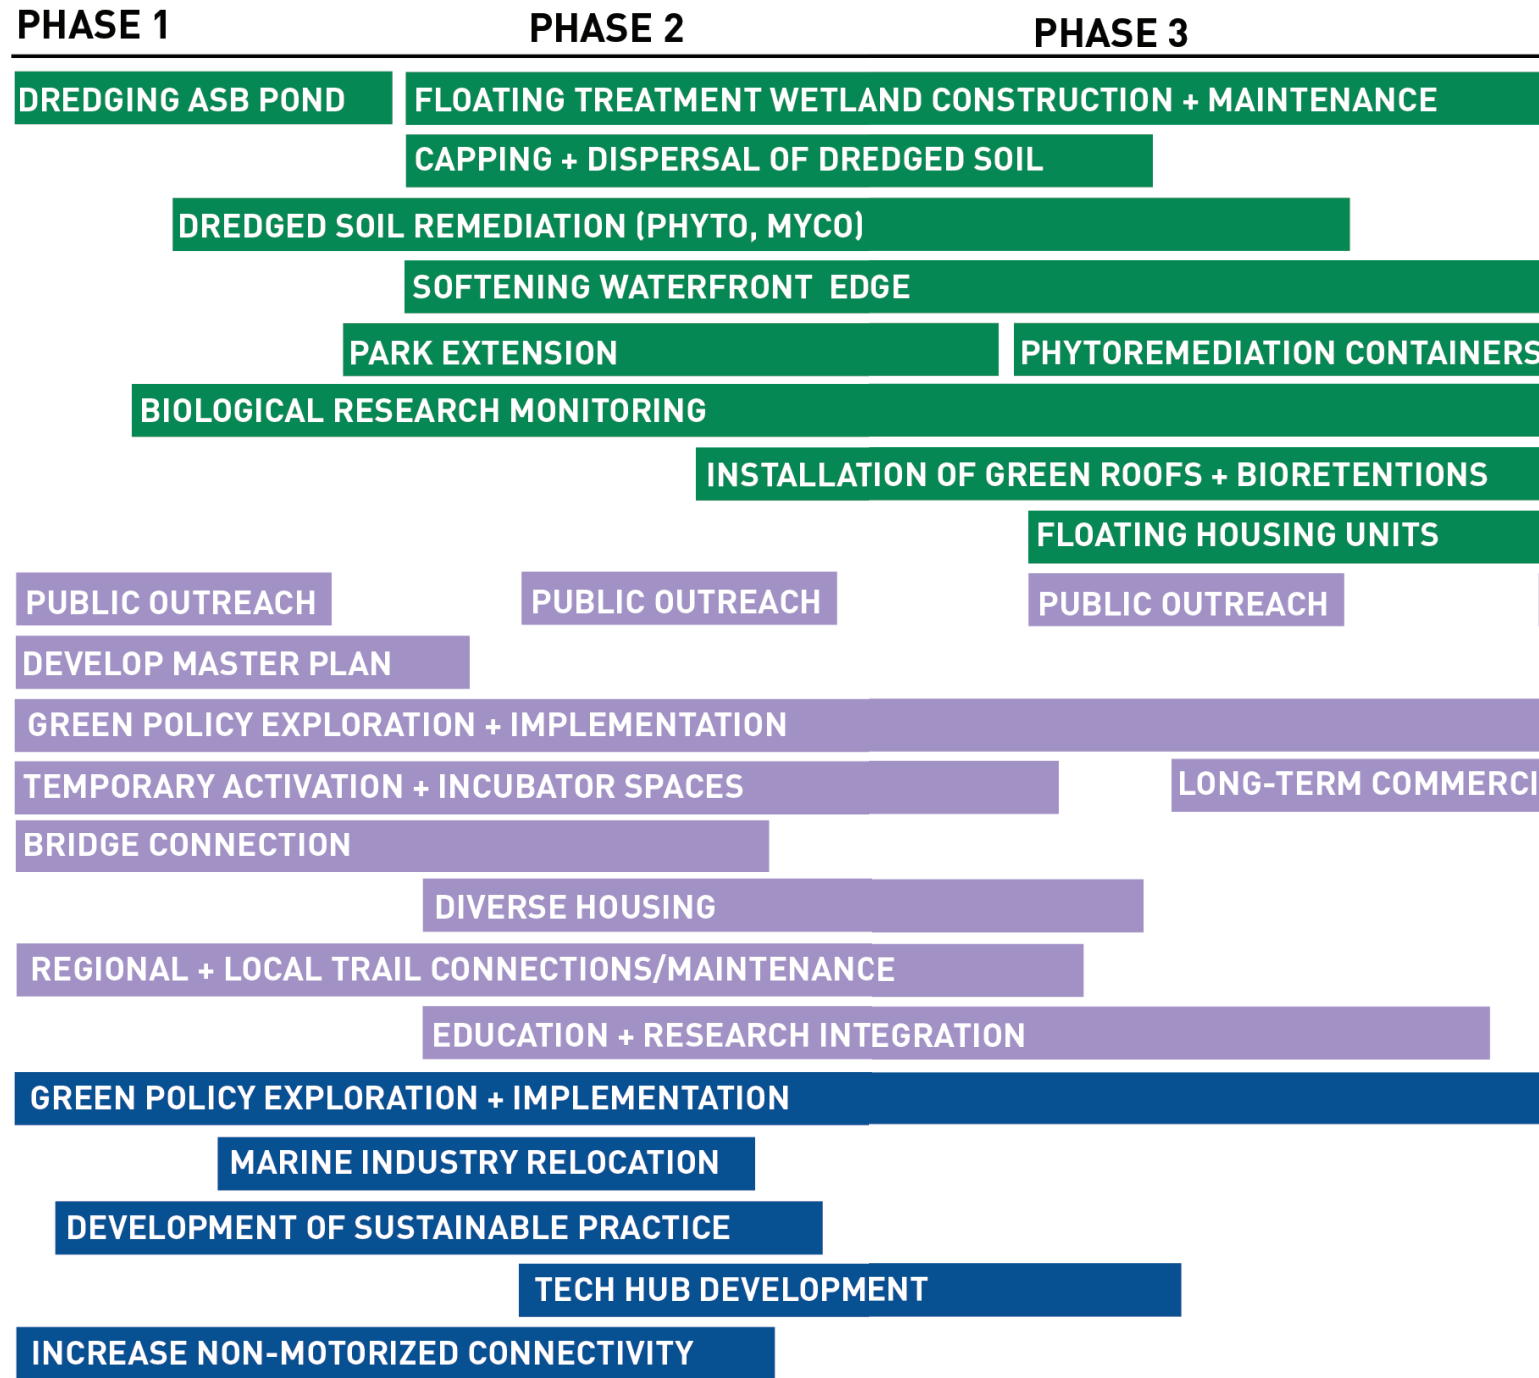 PHASE 1 PHASE 2 PHASE 3
DREDGING ASB POND FLOATING TREATMENT WETLAND CONSTRUCTION + MAINTENANCE
CAPPING + DISPERSAL OF DREDGED SOIL
DREDGED SOIL REMEDIATION (PHYTO, MYCO)
SOFTENING WATERFRONT EDGE
PARK EXTENSION PHYTOREMEDIATION CONTAINERS
BIOLOGICAL RESEARCH MONITORING
INSTALLATION OF GREEN ROOFS + BIORETENTIONS
FLOATING HOUSING UNITS
PUBLIC OUTREACH PUBLIC OUTREACH PUBLIC OUTREACH
DEVELOP MASTER PLAN
GREEN POLICY EXPLORATION + IMPLEMENTATION
TEMPORARY ACTIVATION + INCUBATOR SPACES LONG-TERM COMMERCI
BRIDGE CONNECTION
DIVERSE HOUSING
REGIONAL + LOCAL TRAIL CONNECTIONS/MAINTENANCE
EDUCATION + RESEARCH INTEGRATION
GREEN POLICY EXPLORATION + IMPLEMENTATION
MARINE INDUSTRY RELOCATION
DEVELOPMENT OF SUSTAINABLE PRACTICE
TECH HUB DEVELOPMENT
INCREASE NON-MOTORIZED CONNECTIVITY